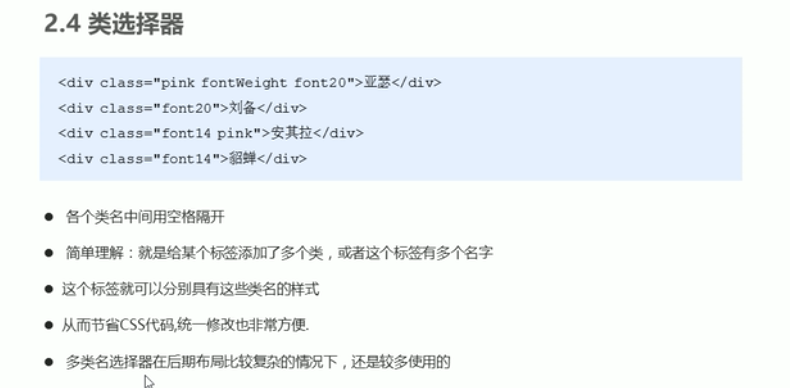 2.4 类选择器
<div class="pink fontWeight font20">亚瑟</div>
<div class="font20">刘备</div>
<div class="font14 pink">安其拉</div>
<div class="font14">貂蝉</div>
● 各个类名中间用空格隔开
● 简单理解：就是给某个标签添加了多个类，或者这个标签有多个名字
● 这个标签就可以分别具有这些类名的样式
● 从而节省CSS代码,统一修改也非常方便.
● 多类名选择器在后期布局比较复杂的情况下，还是较多使用的